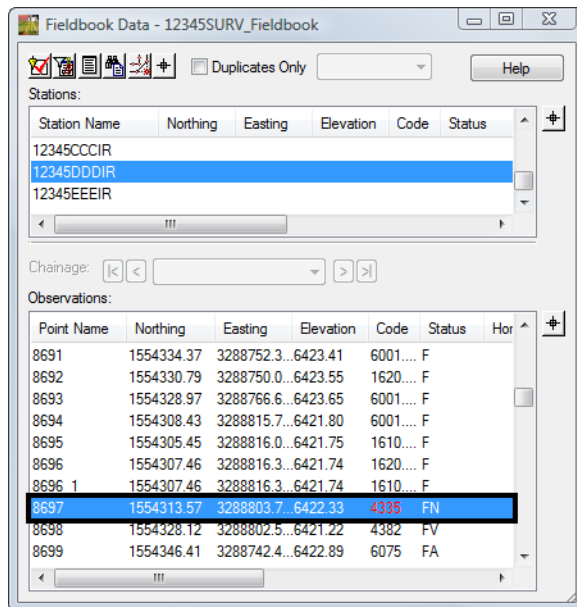 Fieldbook Data - 12345SURV_Fieldbook
Duplicates Only
Help
Stations:
Station Name Northing Easting Elevation Code Status
12345CCCIR
12345DDDIR
12345EEEIR
Chainage:
Observations:
Point Name Northing Easting Elevation Code Status Hor
8691 1554334.37 3288752.3...6423.41 6001.... F
8692 1554330.79 3288750.0...6423.55 1620.... F
8693 1554328.97 3288766.6...6423.65 6001.... F
8694 1554308.43 3288815.7...6421.80 6001.... F
8695 1554305.45 3288816.0...6421.75 1610.... F
8696 1554307.46 3288816.3...6421.74 1620.... F
8696_1 1554307.46 3288816.3...6421.74 1610.... F
8697 1554313.57 3288803.7...6422.33 4335 FN
8698 1554328.12 3288802.5...6421.22 4382 FV
8699 1554346.41 3288742.4...6422.89 6075 FA